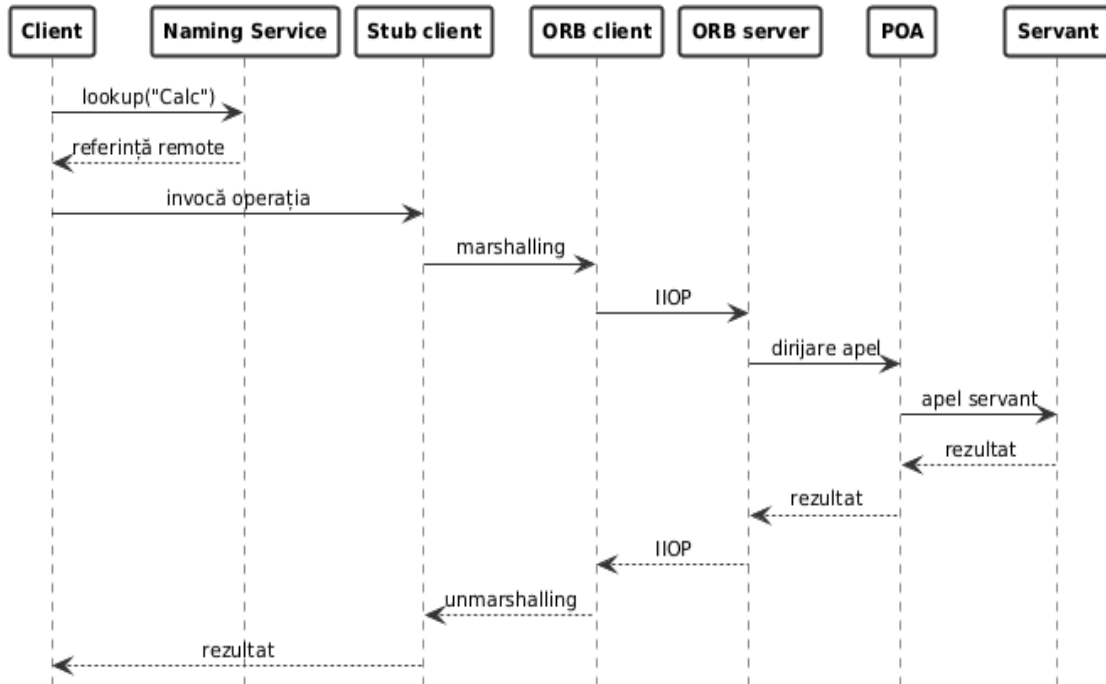 Client
Naming Service
Stub client
ORB client
ORB server
POA
Servant
lookup("Calc")
referință remote
invocă operația
marshalling
IIOP
dirijare apel
apel servant
rezultat
rezultat
IIOP
unmarshalling
rezultat